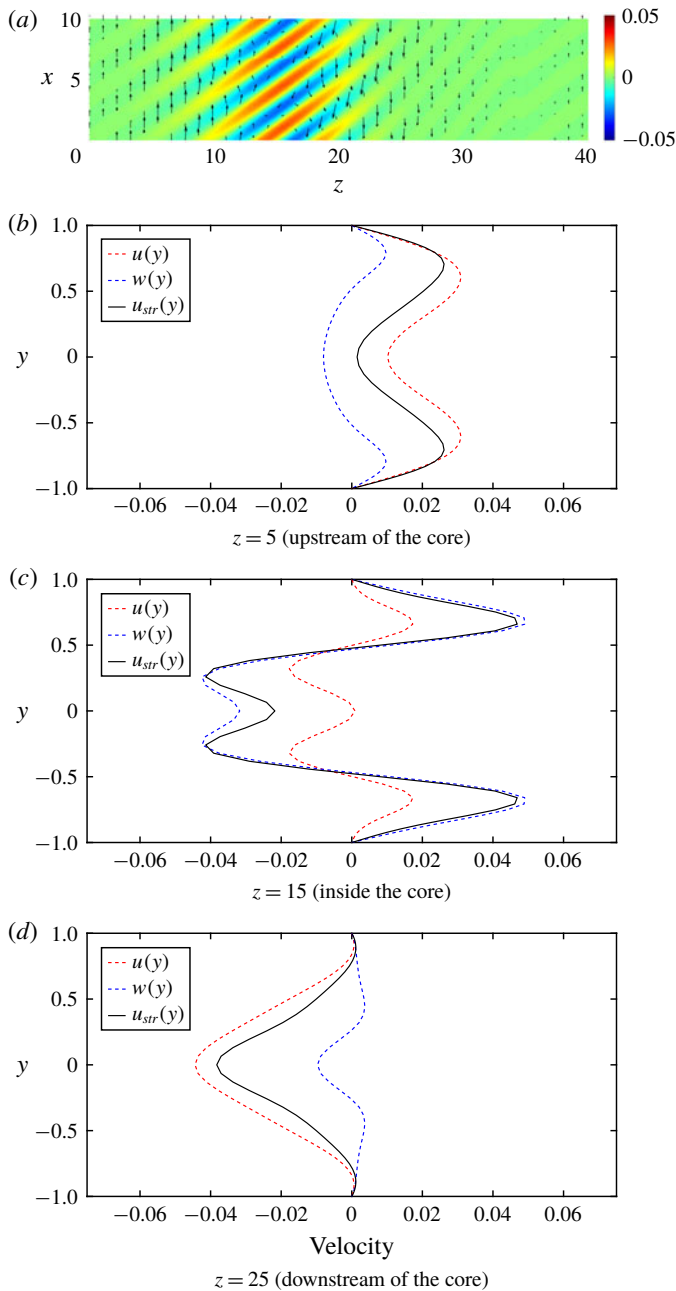 (a)
10
x
5
0
10
20
30
40
z
0.05
0
−0.05
(b)
1.0
0.5
y
0
−0.5
−1.0
u(y)
w(y)
u_str(y)
−0.06 −0.04 −0.02 0 0.02 0.04 0.06
z = 5 (upstream of the core)
(c)
1.0
0.5
y
0
−0.5
−1.0
u(y)
w(y)
u_str(y)
−0.06 −0.04 −0.02 0 0.02 0.04 0.06
z = 15 (inside the core)
(d)
1.0
0.5
y
0
−0.5
−1.0
u(y)
w(y)
u_str(y)
−0.06 −0.04 −0.02 0 0.02 0.04 0.06
Velocity
z = 25 (downstream of the core)